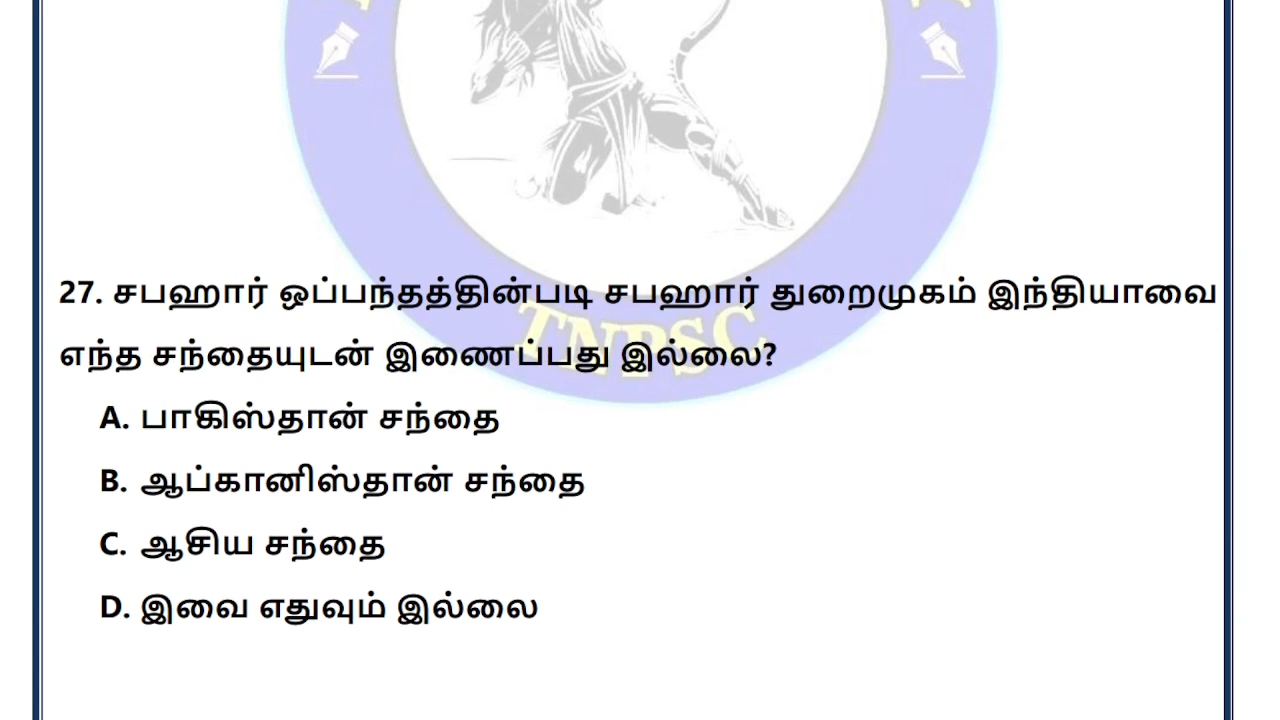 27. சபஹார் ஒப்பந்தத்தின்படி சபஹார் துறைமுகம் இந்தியாவை
எந்த சந்தையுடன் இணைப்பது இல்லை?
TNPSC
A. பாகிஸ்தான் சந்தை
B. ஆப்கானிஸ்தான் சந்தை
C. ஆசிய சந்தை
D. இவை எதுவும் இல்லை